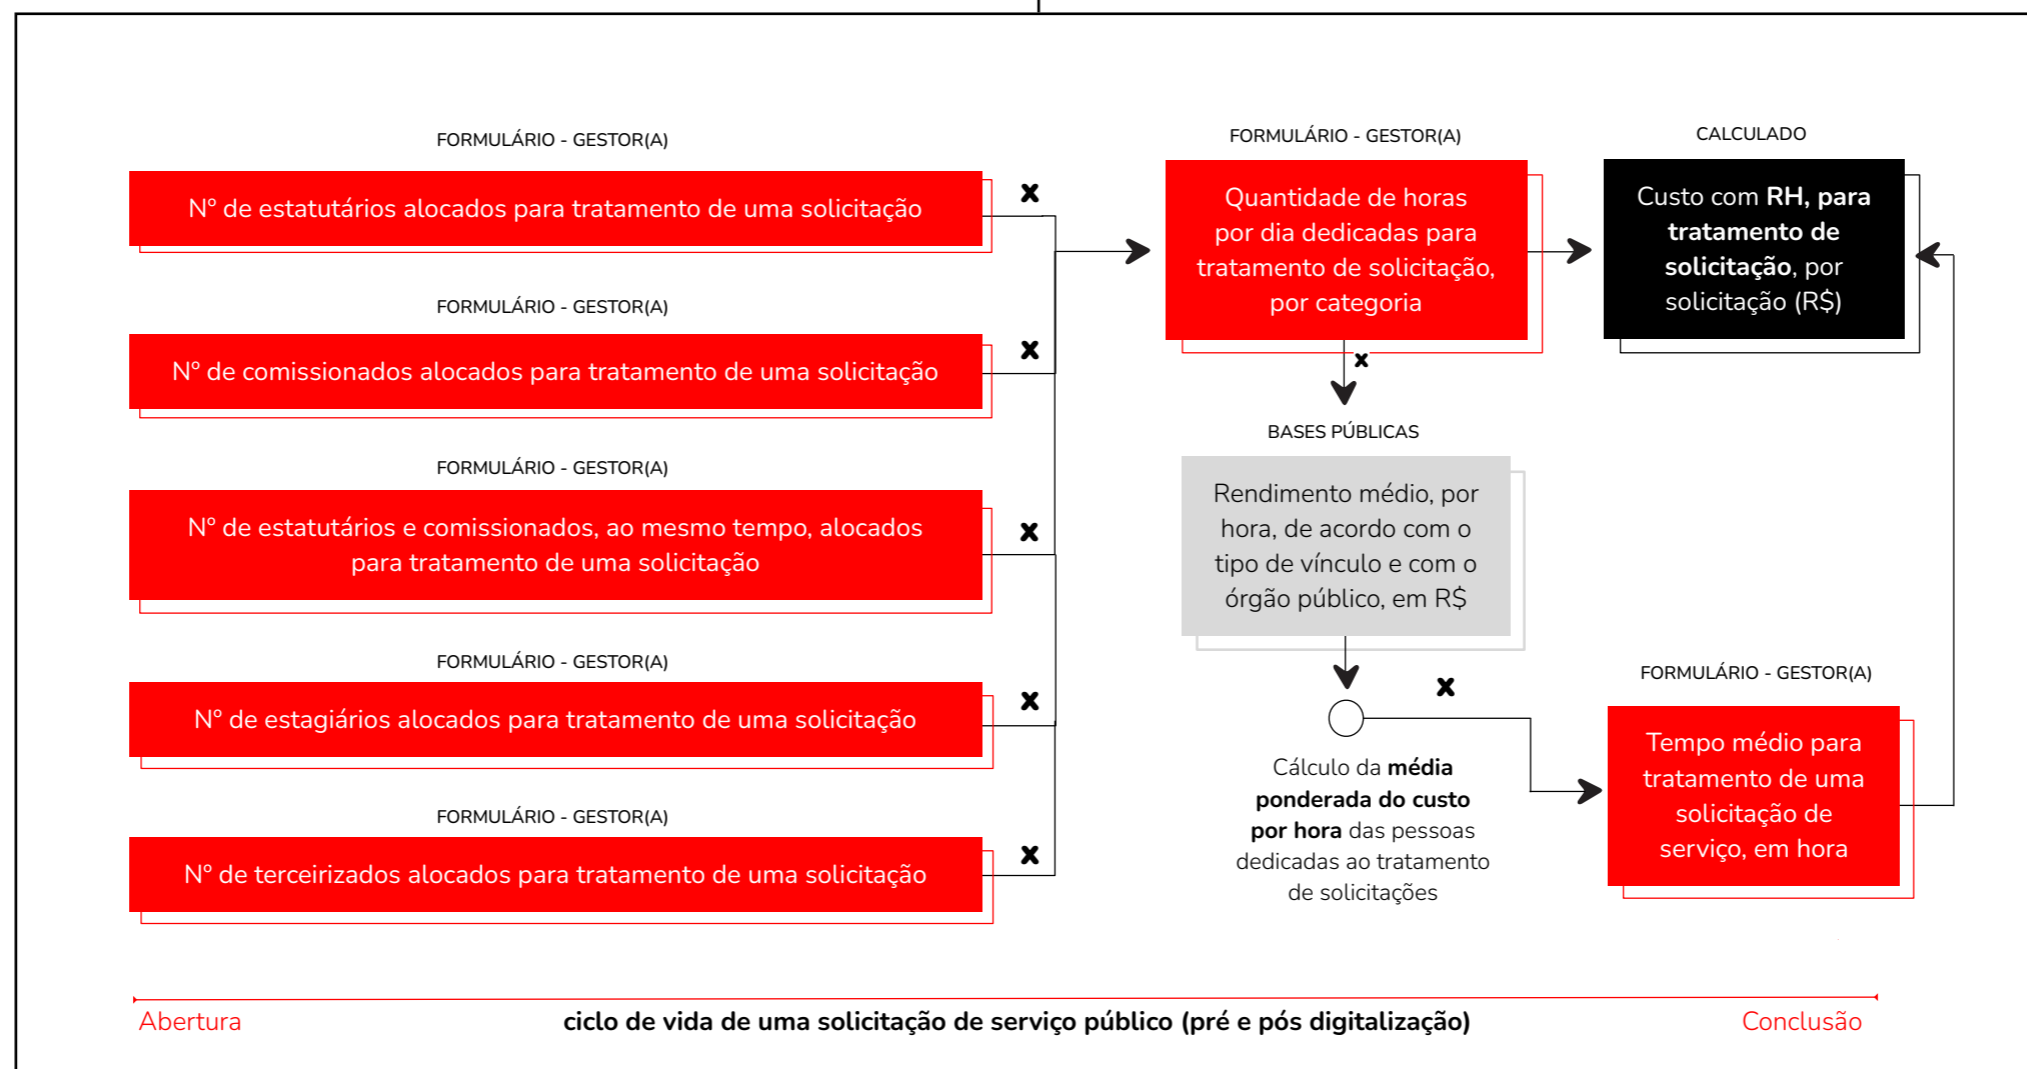 FORMULÁRIO - GESTOR(A)
Nº de estatutários alocados para tratamento de uma solicitação
x
FORMULÁRIO - GESTOR(A)
Nº de comissionados alocados para tratamento de uma solicitação
x
FORMULÁRIO - GESTOR(A)
Nº de estatutários e comissionados, ao mesmo tempo, alocados
para tratamento de uma solicitação
x
FORMULÁRIO - GESTOR(A)
Nº de estagiários alocados para tratamento de uma solicitação
x
FORMULÁRIO - GESTOR(A)
Nº de terceirizados alocados para tratamento de uma solicitação
x
FORMULÁRIO - GESTOR(A)
Quantidade de horas
por dia dedicadas para
tratamento de solicitação,
por categoria
x
BASES PÚBLICAS
Rendimento médio, por
hora, de acordo com o
tipo de vínculo e com o
órgão público, em R$
x
Cálculo da média
ponderada do custo
por hora das pessoas
dedicadas ao tratamento
de solicitações
FORMULÁRIO - GESTOR(A)
Tempo médio para
tratamento de uma
solicitação de
serviço, em hora
CALCULADO
Custo com RH, para
tratamento de
solicitação, por
solicitação (R$)
Abertura
ciclo de vida de uma solicitação de serviço público (pré e pós digitalização)
Conclusão